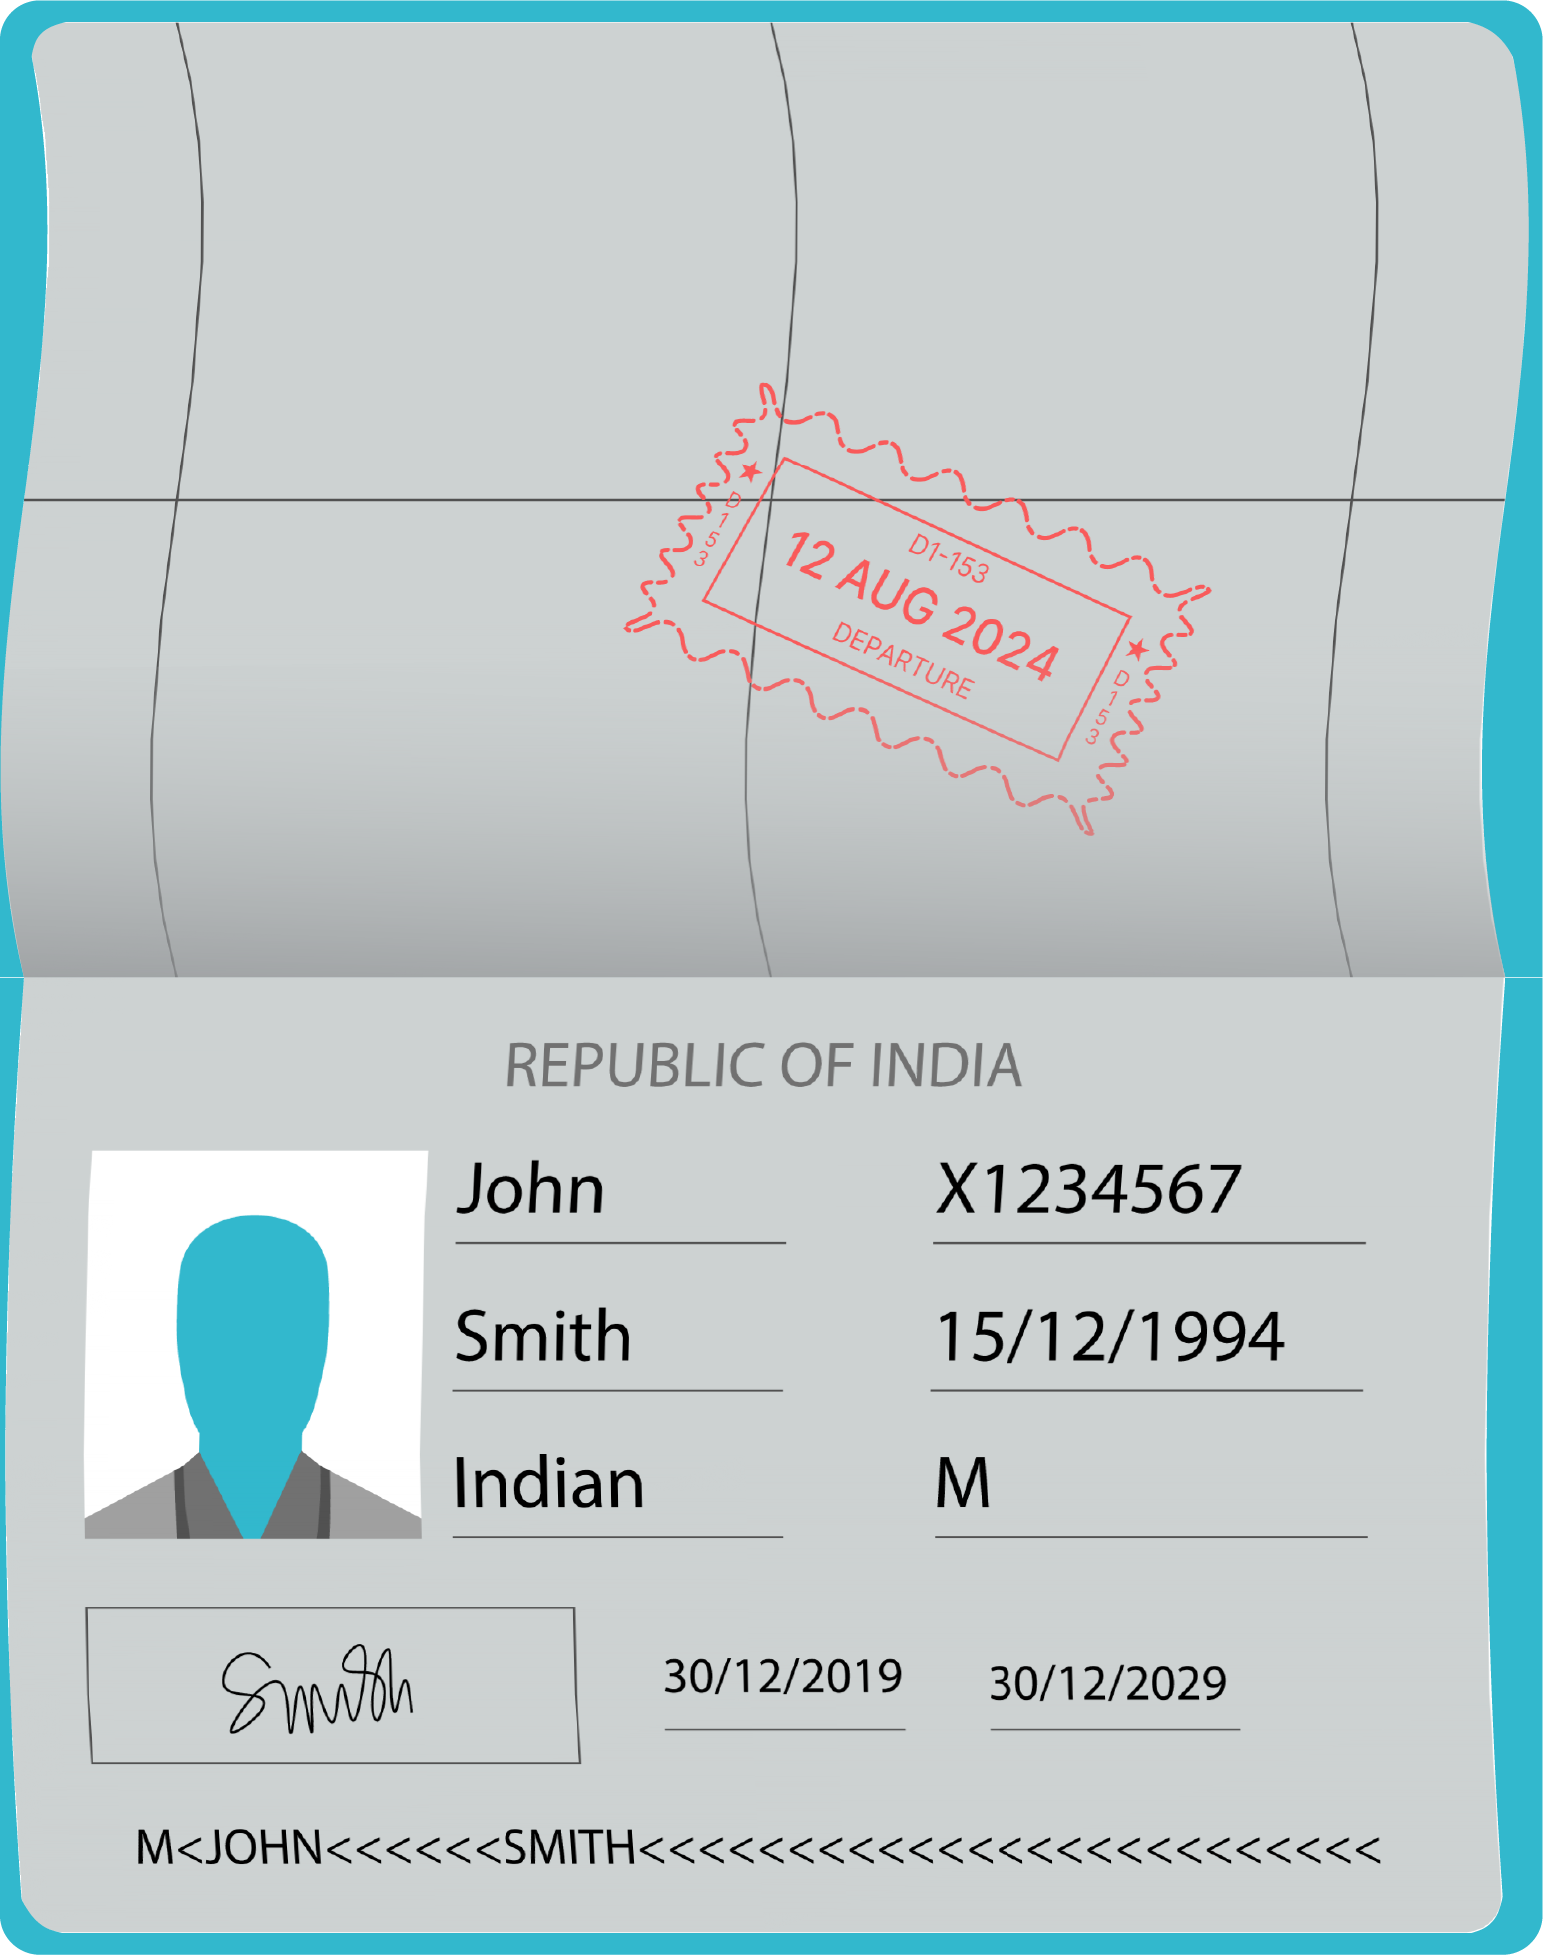 D153
D1-153
12 AUG 2024
DEPARTURE
D153
REPUBLIC OF INDIA
John X1234567
Smith 15/12/1994
Indian M
Smith
30/12/2019 30/12/2029
M<JOHN<<<<<<SMITH<<<<<<<<<<<<<<<<<<<<<<<<<